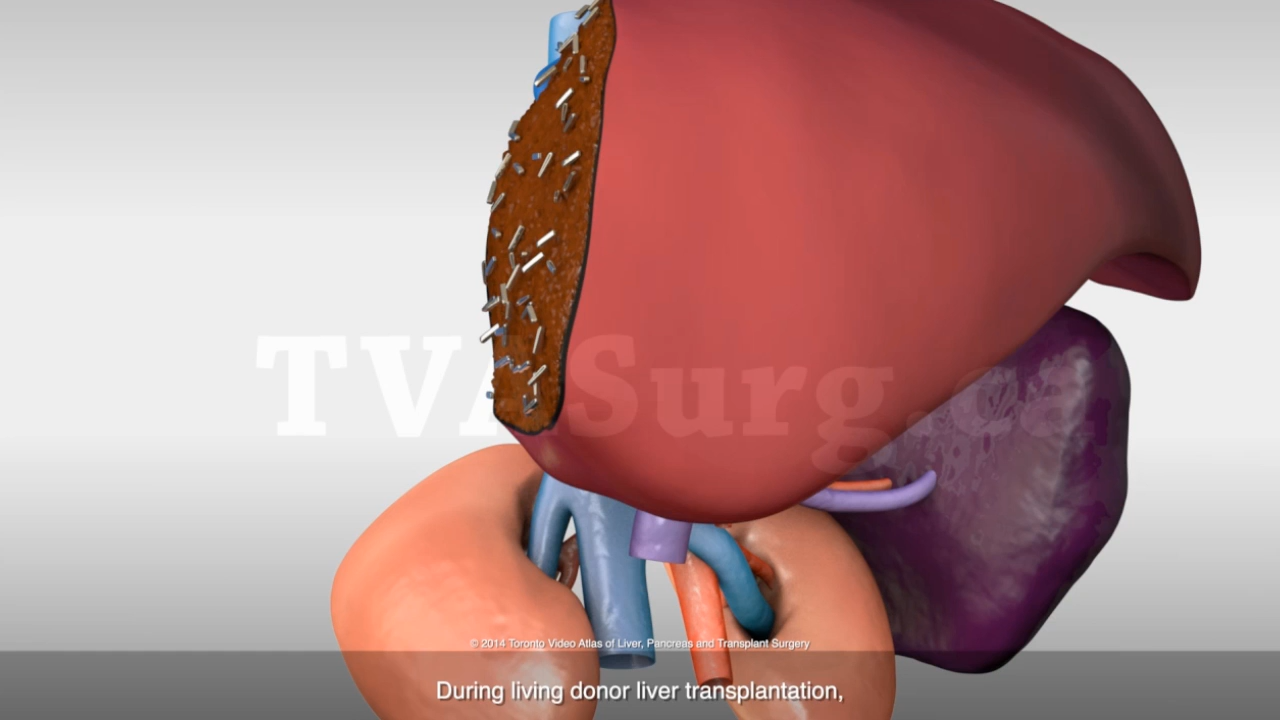 TVASurg.ca
© 2014 Toronto Video Atlas of Liver, Pancreas and Transplant Surgery
During living donor liver transplantation,